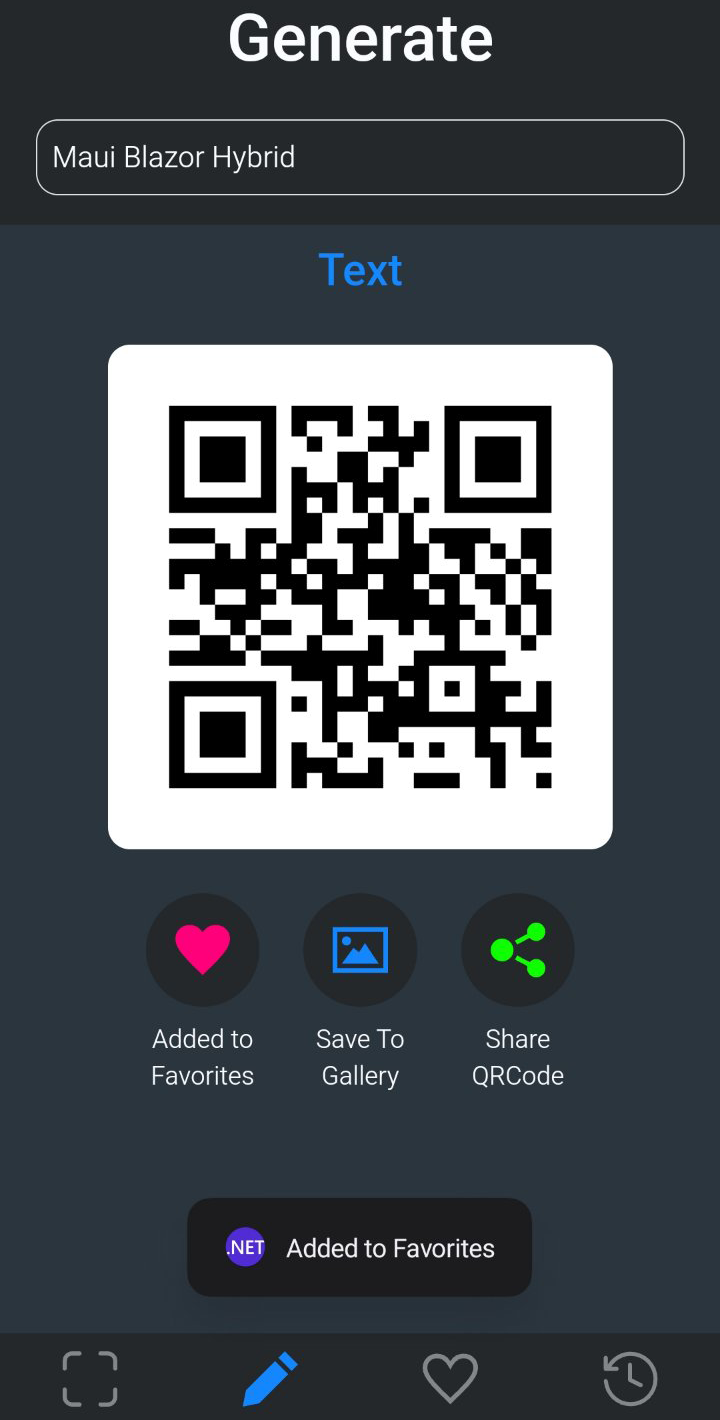 Generate
Maui Blazor Hybrid
Text
Added to
Favorites
Save To
Gallery
Share
QRCode
.NET
Added to Favorites